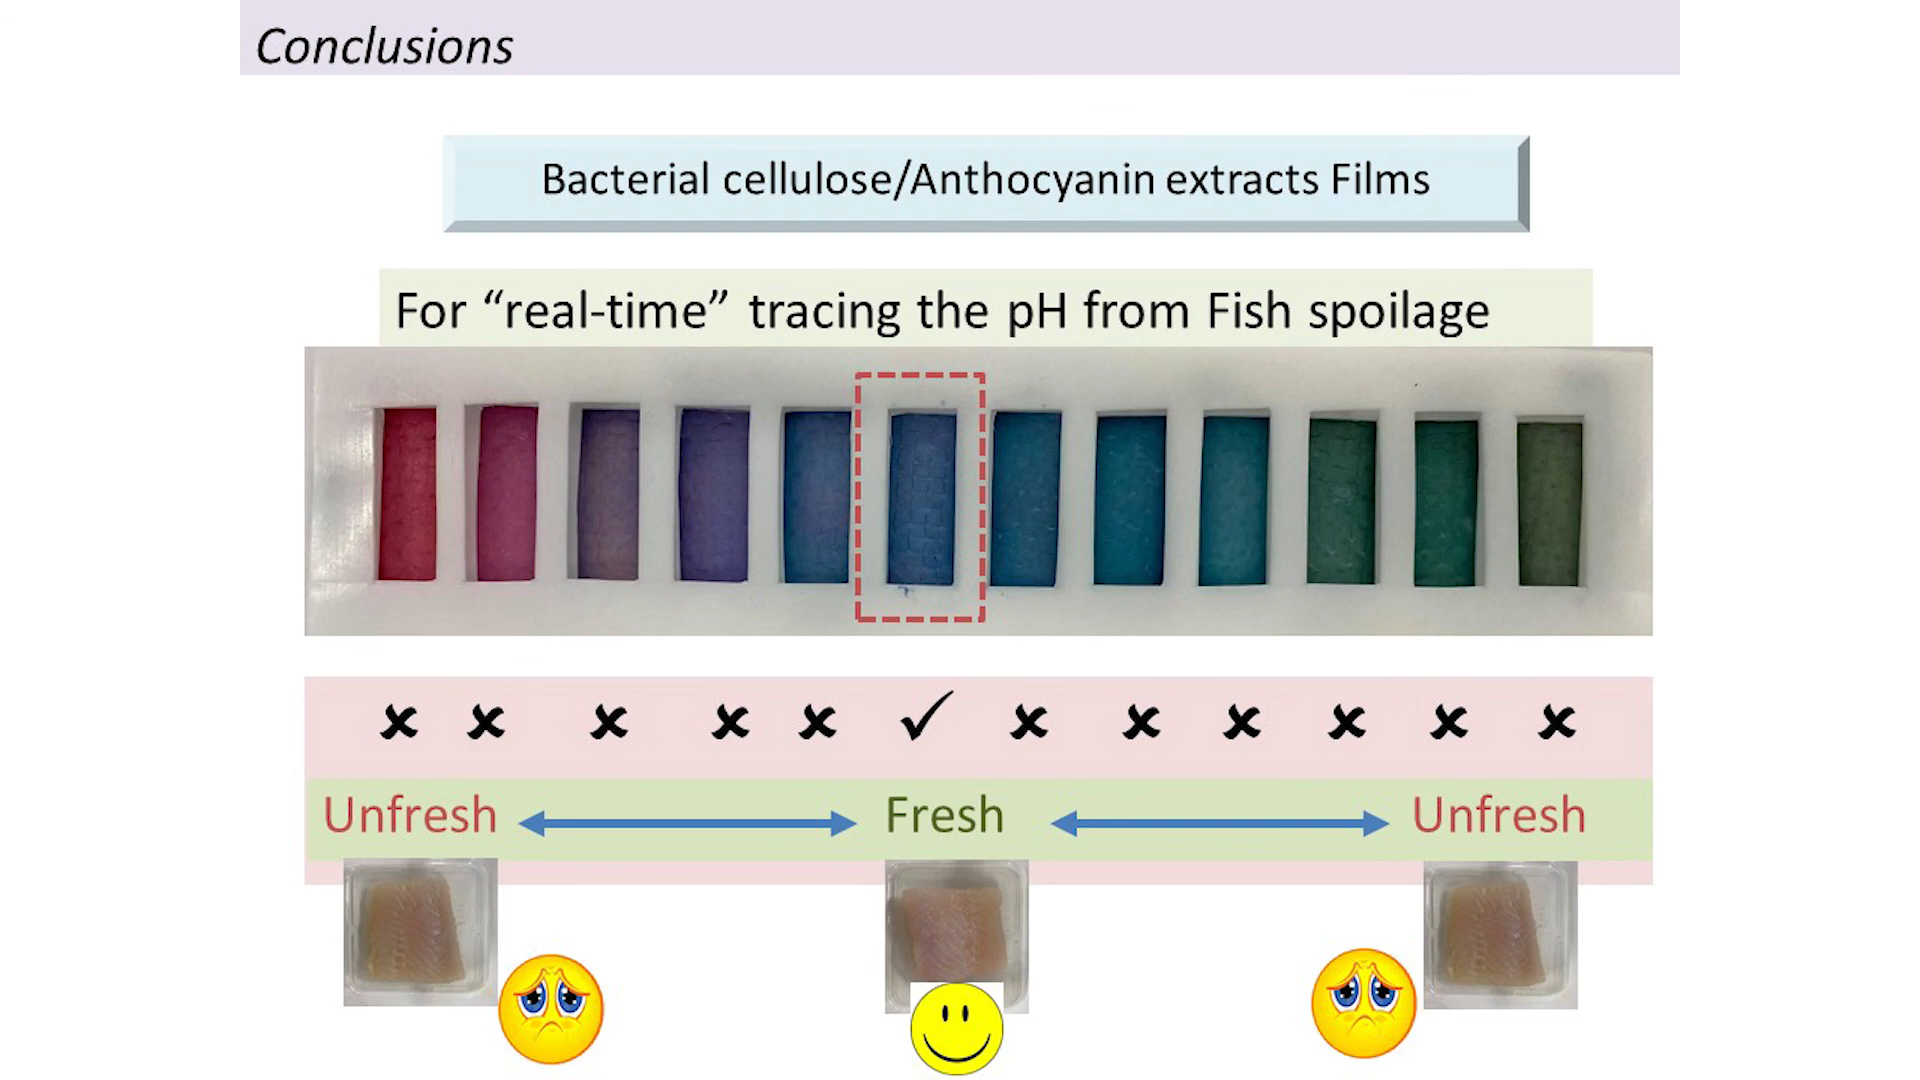 Conclusions
Bacterial cellulose/Anthocyanin extracts Films
For “real-time” tracing the pH from Fish spoilage
✘ ✘ ✘ ✘ ✘ ✓ ✘ ✘ ✘ ✘ ✘ ✘
Unfresh Fresh Unfresh